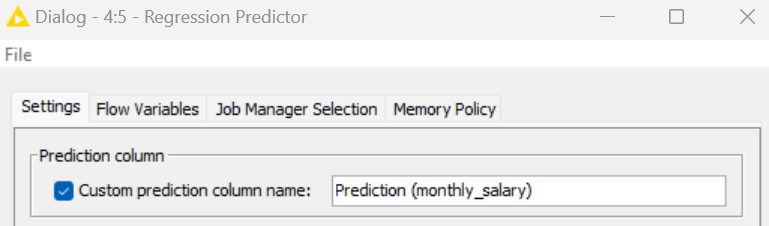 Dialog - 4:5 - Regression Predictor
File
Settings Flow Variables Job Manager Selection Memory Policy
Prediction column
Custom prediction column name: Prediction (monthly_salary)